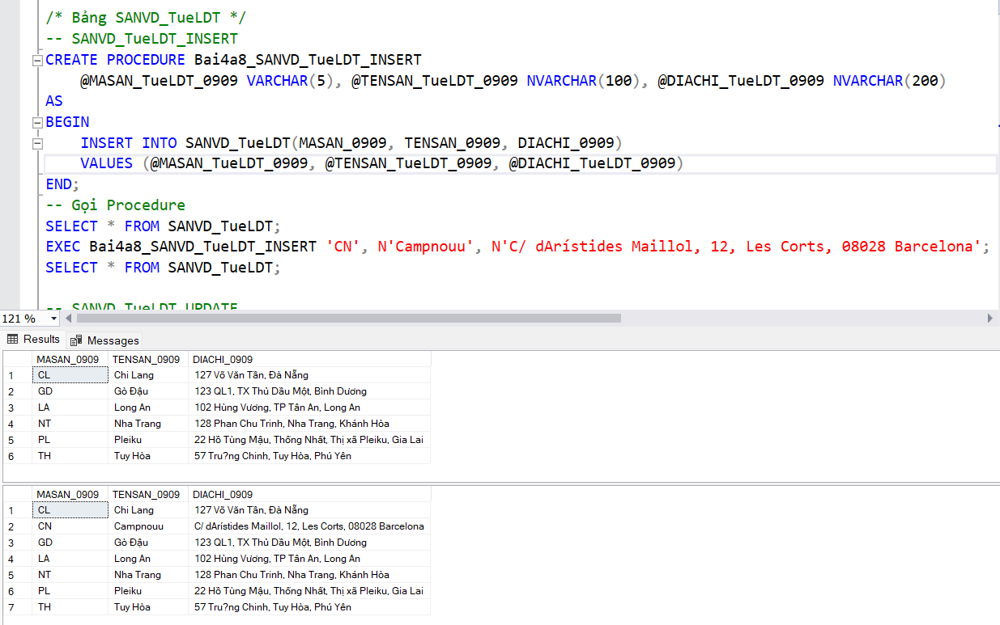 /* Bảng SANVD_TueLDT */
-- SANVD_TueLDT_INSERT
CREATE PROCEDURE Bai4a8_SANVD_TueLDT_INSERT
@MASAN_TueLDT_0909 VARCHAR(5), @TENSAN_TueLDT_0909 NVARCHAR(100), @DIACHI_TueLDT_0909 NVARCHAR(200)
AS
BEGIN
INSERT INTO SANVD_TueLDT(MASAN_0909, TENSAN_0909, DIACHI_0909)
VALUES (@MASAN_TueLDT_0909, @TENSAN_TueLDT_0909, @DIACHI_TueLDT_0909)
END;
-- Gọi Procedure
SELECT * FROM SANVD_TueLDT;
EXEC Bai4a8_SANVD_TueLDT_INSERT 'CN', N'Campnouu', N'C/ dArístides Maillol, 12, Les Corts, 08028 Barcelona';
SELECT * FROM SANVD_TueLDT;
-- SANVD_TueLDT_UPDATE
121 %
Results Messages
MASAN_0909 TENSAN_0909 DIACHI_0909
1 CL Chi Lang 127 Võ Văn Tần, Đà Nẵng
2 GD Gò Đậu 123 QL1, TX Thủ Dầu Một, Bình Dương
3 LA Long An 102 Hùng Vương, TP Tân An, Long An
4 NT Nha Trang 128 Phan Chu Trinh, Nha Trang, Khánh Hòa
5 PL Pleiku 22 Hồ Tùng Mậu, Thống Nhất, Thị xã Pleiku, Gia Lai
6 TH Tuy Hòa 57 Tru?ng Chinh, Tuy Hòa, Phú Yên
MASAN_0909 TENSAN_0909 DIACHI_0909
1 CL Chi Lang 127 Võ Văn Tần, Đà Nẵng
2 CN Campnouu C/ dArístides Maillol, 12, Les Corts, 08028 Barcelona
3 GD Gò Đậu 123 QL1, TX Thủ Dầu Một, Bình Dương
4 LA Long An 102 Hùng Vương, TP Tân An, Long An
5 NT Nha Trang 128 Phan Chu Trinh, Nha Trang, Khánh Hòa
6 PL Pleiku 22 Hồ Tùng Mậu, Thống Nhất, Thị xã Pleiku, Gia Lai
7 TH Tuy Hòa 57 Tru?ng Chinh, Tuy Hòa, Phú Yên